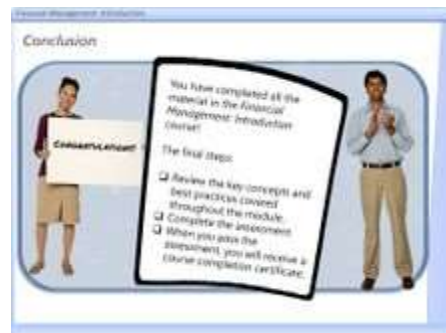 Financial Management: Introduction
Conclusion
CONGRATULATIONS!
You have completed all the
material in the Financial
Management: Introduction
course!
The final steps:
❑ Review the key concepts and
best practices covered
throughout the module.
❑ Complete the assessment.
❑ When you pass the
assessment, you will receive a
course completion certificate.